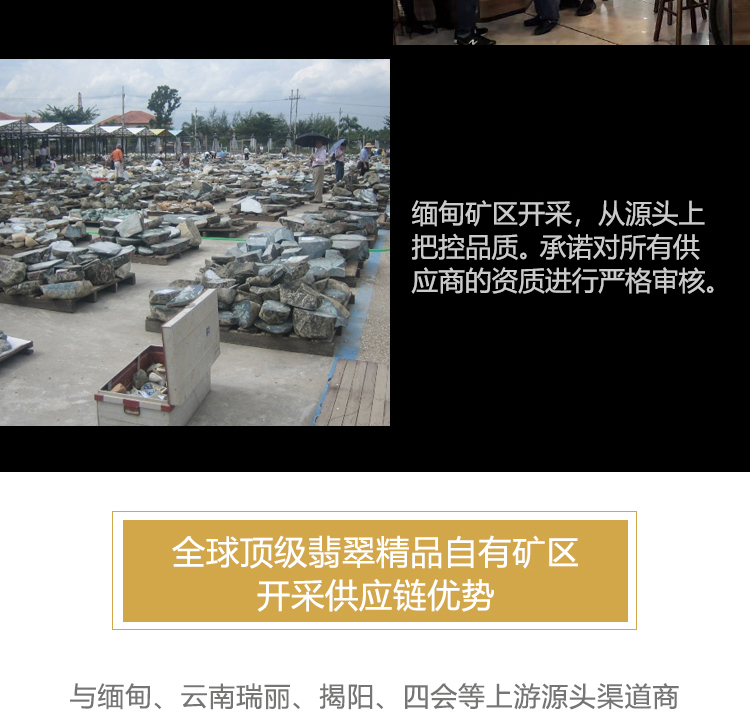 缅甸矿区开采，从源头上
把控品质。承诺对所有供
应商的资质进行严格审核。
全球顶级翡翠精品自有矿区
开采供应链优势
与缅甸、云南瑞丽、揭阳、四会等上游源头渠道商